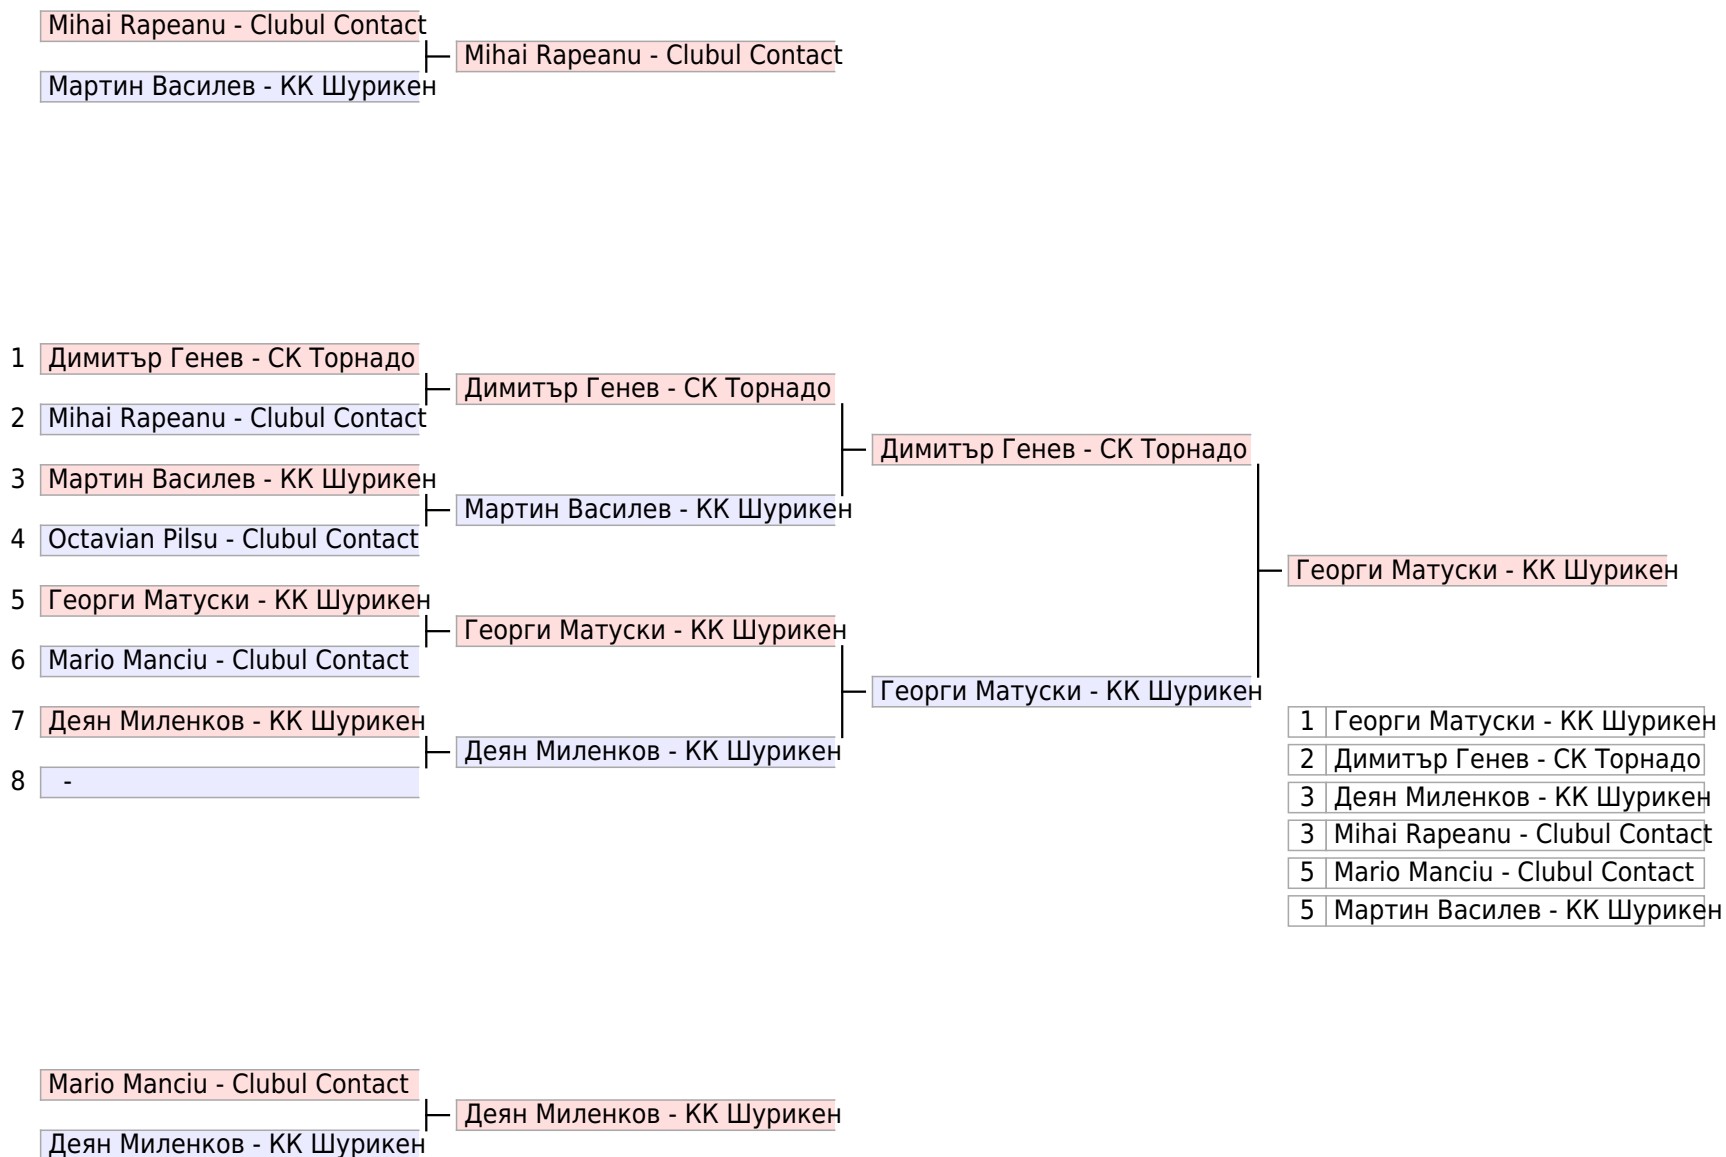 Mihai Rapeanu - Clubul Contact
Mihai Rapeanu - Clubul Contact
Мартин Василев - КК Шурикен
1 Димитър Генев - СК Торнадо
Димитър Генев - СК Торнадо
2 Mihai Rapeanu - Clubul Contact
Димитър Генев - СК Торнадо
3 Мартин Василев - КК Шурикен
Мартин Василев - КК Шурикен
4 Octavian Pilsu - Clubul Contact
Георги Матуски - КК Шурикен
5 Георги Матуски - КК Шурикен
Георги Матуски - КК Шурикен
6 Mario Manciu - Clubul Contact
Георги Матуски - КК Шурикен
7 Деян Миленков - КК Шурикен
Деян Миленков - КК Шурикен
8 -
1 Георги Матуски - КК Шурикен
2 Димитър Генев - СК Торнадо
3 Деян Миленков - КК Шурикен
3 Mihai Rapeanu - Clubul Contact
5 Mario Manciu - Clubul Contact
5 Мартин Василев - КК Шурикен
Mario Manciu - Clubul Contact
Деян Миленков - КК Шурикен
Деян Миленков - КК Шурикен